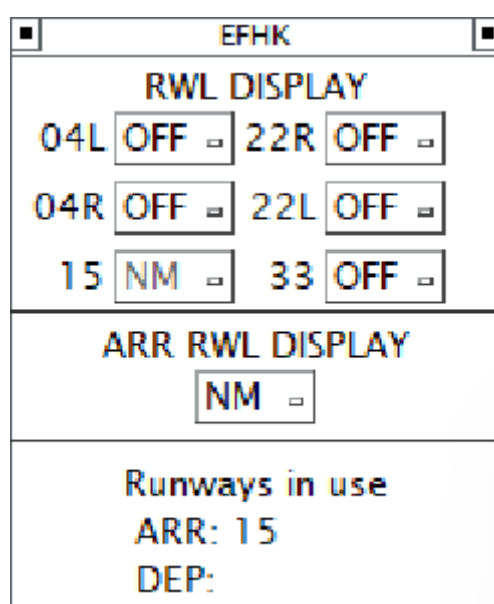 EFHK
RWL DISPLAY
04L OFF 22R OFF
04R OFF 22L OFF
15 NM 33 OFF
ARR RWL DISPLAY
NM
Runways in use
ARR: 15
DEP: